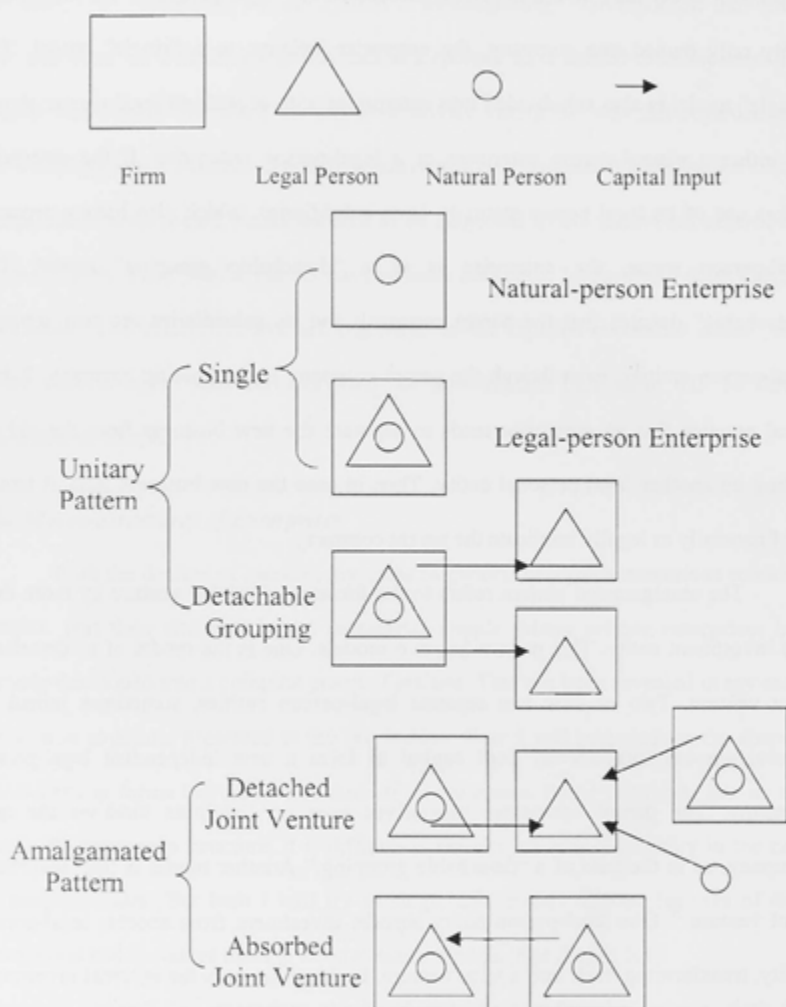 Firm Legal Person Natural Person Capital Input
Natural-person Enterprise
Single
Legal-person Enterprise
Unitary
Pattern
Detachable
Grouping
Detached
Joint Venture
Amalgamated
Pattern
Absorbed
Joint Venture